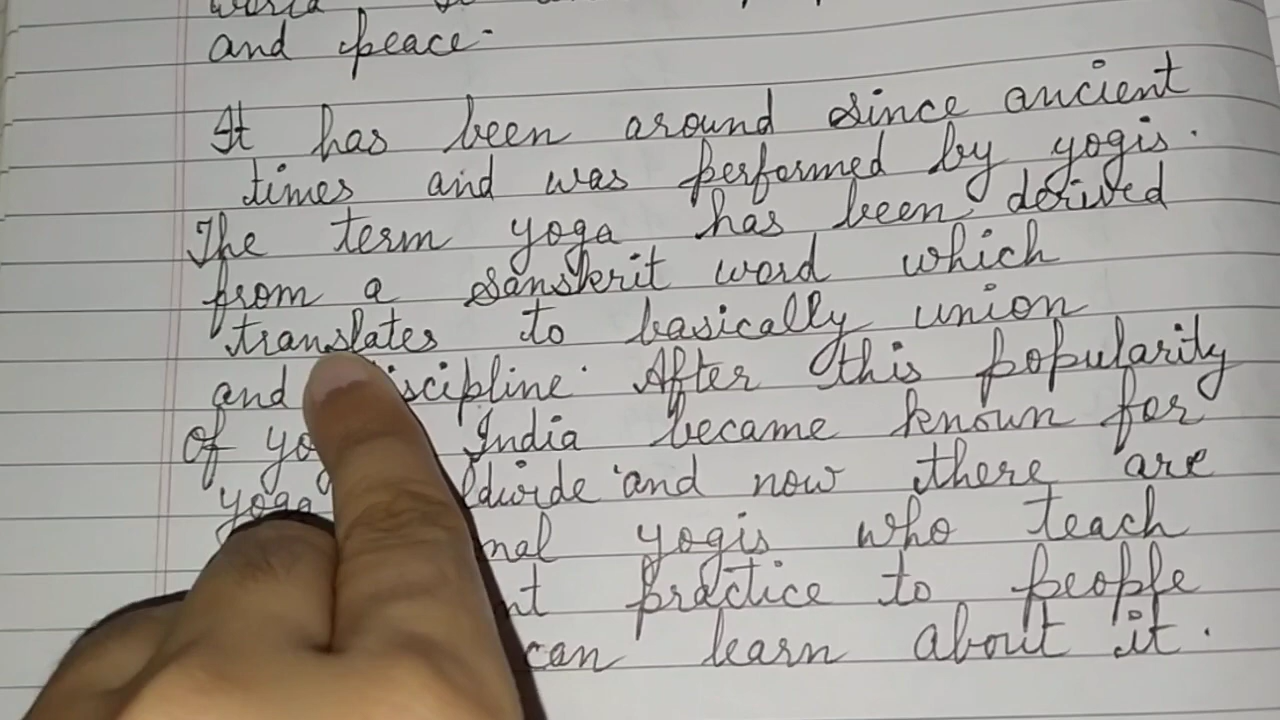 and peace.
It has been around since ancient
times and was performed by yogis.
The term yoga has been derived
from a sanskrit word which
translates to basically union
and discipline. After this popularity
of India became known for
yoga and now there are
yogis who teach
practice to people
can learn about it.